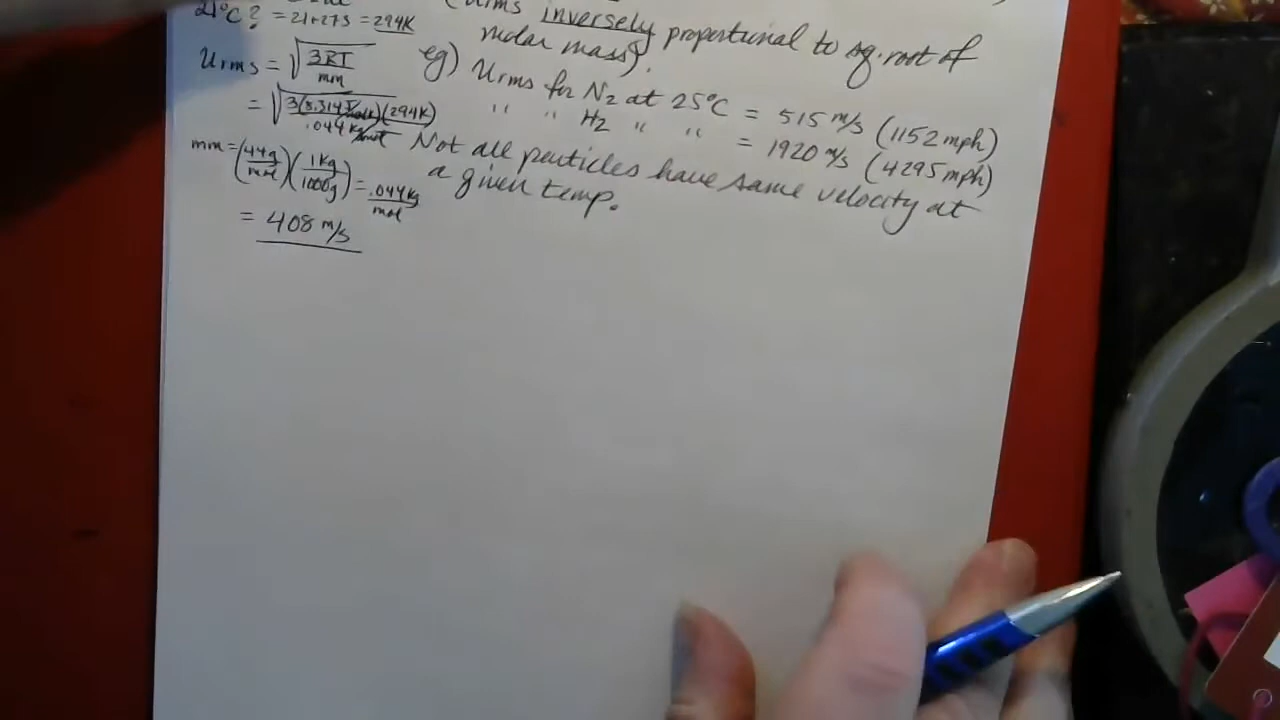 21°C? = 21+273 = 294K
Urms = √3RT/mm
= √3(8.314J/molK)(294K)/.044 Kg/mol
mm = (44g/mol)(1Kg/1000g) = .044Kg/mol
= 408 m/s
(Urms inversely proportional to sq. root of
molar mass).
eg) Urms for N2 at 25°C = 515 m/s (1152 mph)
" " H2 " " = 1920 m/s (4295 mph)
Not all particles have same velocity at
a given temp.